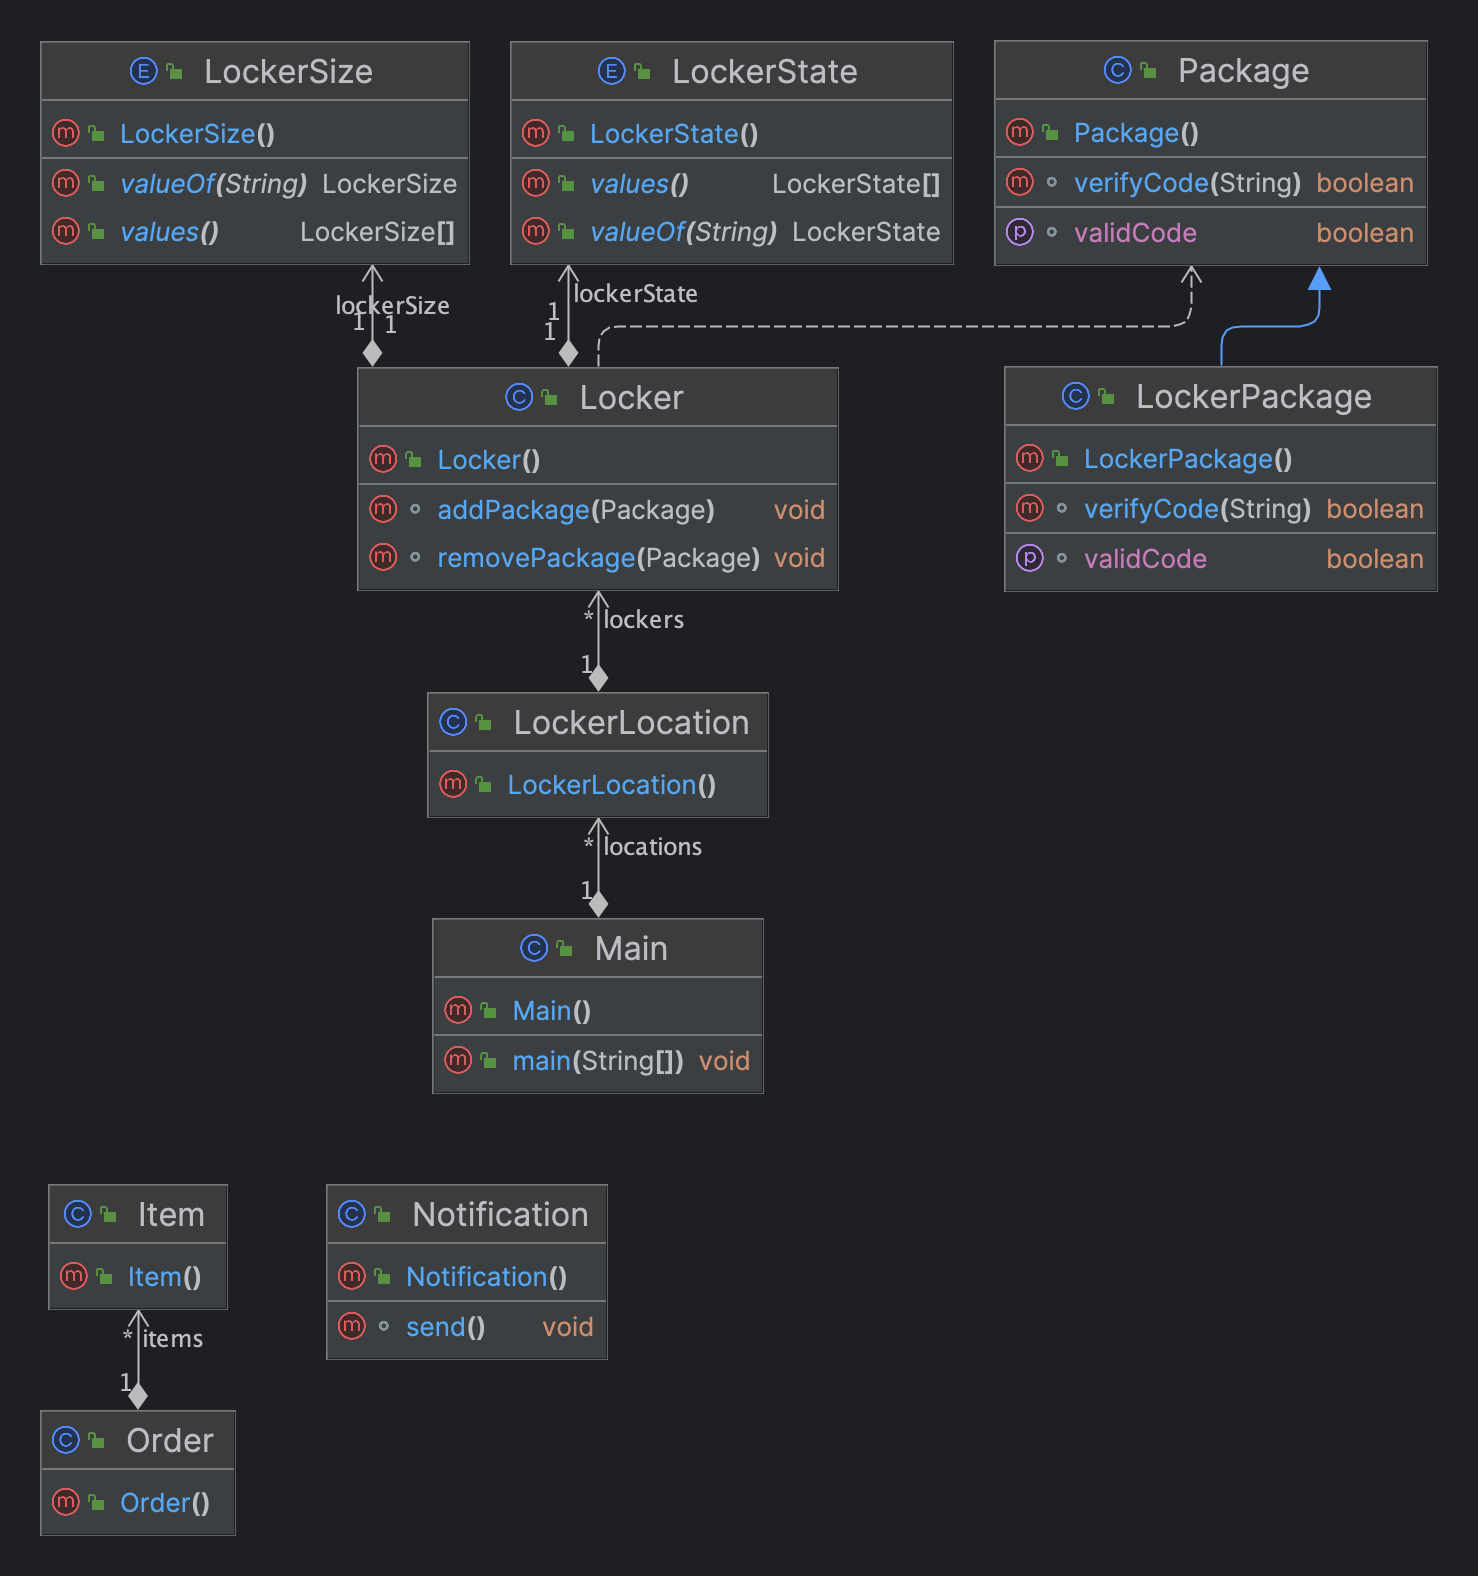 LockerSize
LockerSize()
valueOf(String) LockerSize
values() LockerSize[]
LockerState
LockerState()
values() LockerState[]
valueOf(String) LockerState
Package
Package()
verifyCode(String) boolean
validCode boolean
lockerSize
1
1
lockerState
1
1
Locker
Locker()
addPackage(Package) void
removePackage(Package) void
LockerPackage
LockerPackage()
verifyCode(String) boolean
validCode boolean
* lockers
1
LockerLocation
LockerLocation()
* locations
1
Main
Main()
main(String[]) void
Item
Item()
Notification
Notification()
send() void
* items
1
Order
Order()